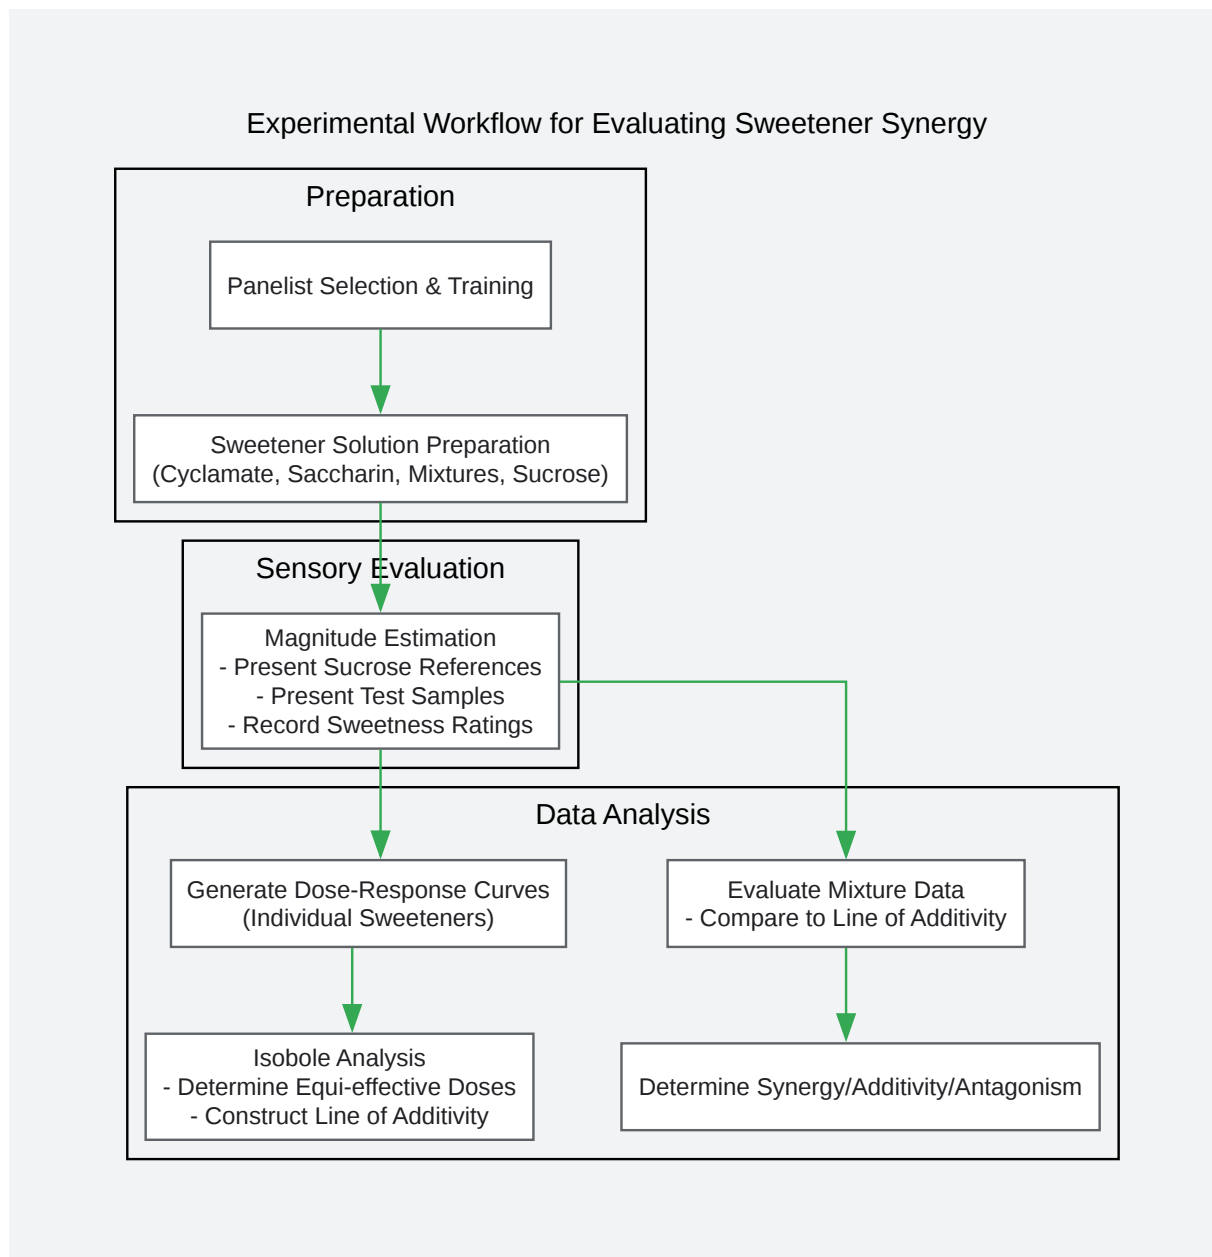 Experimental Workflow for Evaluating Sweetener Synergy
Preparation
Panelist Selection & Training
Sweetener Solution Preparation
(Cyclamate, Saccharin, Mixtures, Sucrose)
Sensory Evaluation
Magnitude Estimation
- Present Sucrose References
- Present Test Samples
- Record Sweetness Ratings
Data Analysis
Generate Dose-Response Curves
(Individual Sweeteners)
Evaluate Mixture Data
- Compare to Line of Additivity
Isobole Analysis
- Determine Equi-effective Doses
- Construct Line of Additivity
Determine Synergy/Additivity/Antagonism